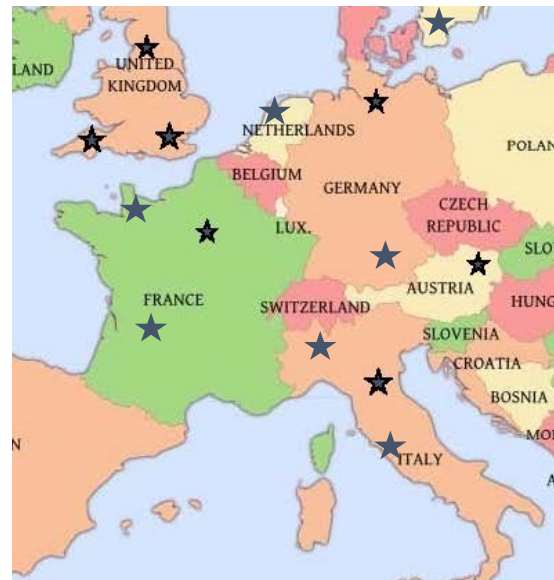 LAND
UNITED
KINGDOM
NETHERLANDS
POLAN
BELGIUM
GERMANY
CZECH
REPUBLIC
LUX.
SLO
AUSTRIA
FRANCE
SWITZERLAND
HUNG
SLOVENIA
CROATIA
BOSNIA
MO
N
ITALY
A